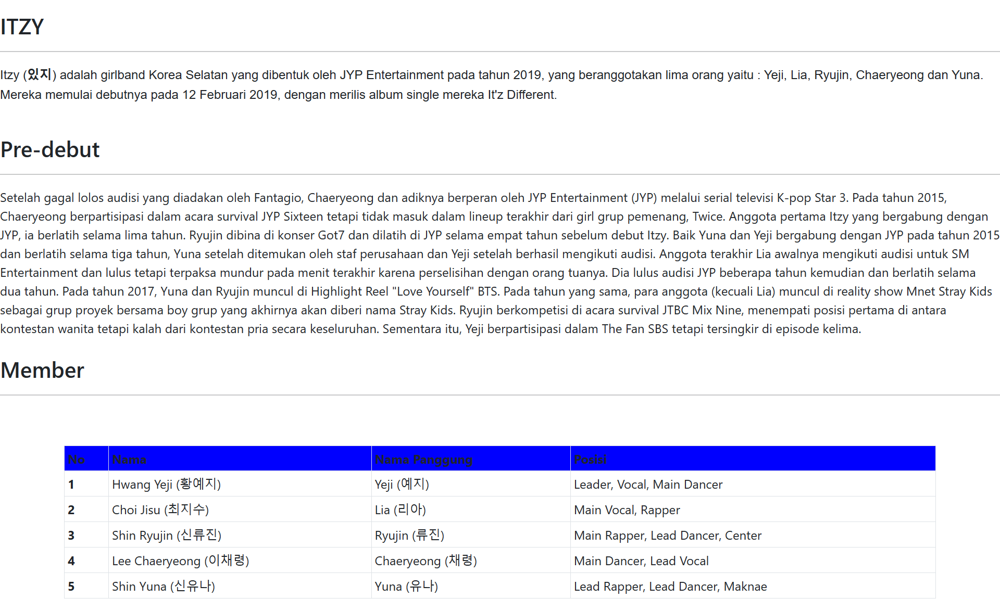 ITZY
Itzy (있지) adalah girlband Korea Selatan yang dibentuk oleh JYP Entertainment pada tahun 2019, yang beranggotakan lima orang yaitu : Yeji, Lia, Ryujin, Chaeryeong dan Yuna.
Mereka memulai debutnya pada 12 Februari 2019, dengan merilis album single mereka It'z Different.
Pre-debut
Setelah gagal lolos audisi yang diadakan oleh Fantagio, Chaeryeong dan adiknya berperan oleh JYP Entertainment (JYP) melalui serial televisi K-pop Star 3. Pada tahun 2015,
Chaeryeong berpartisipasi dalam acara survival JYP Sixteen tetapi tidak masuk dalam lineup terakhir dari girl grup pemenang, Twice. Anggota pertama Itzy yang bergabung dengan
JYP, ia berlatih selama lima tahun. Ryujin dibina di konser Got7 dan dilatih di JYP selama empat tahun sebelum debut Itzy. Baik Yuna dan Yeji bergabung dengan JYP pada tahun 2015
dan berlatih selama tiga tahun, Yuna setelah ditemukan oleh staf perusahaan dan Yeji setelah berhasil mengikuti audisi. Anggota terakhir Lia awalnya mengikuti audisi untuk SM
Entertainment dan lulus tetapi terpaksa mundur pada menit terakhir karena perselisihan dengan orang tuanya. Dia lulus audisi JYP beberapa tahun kemudian dan berlatih selama
dua tahun. Pada tahun 2017, Yuna dan Ryujin muncul di Highlight Reel "Love Yourself" BTS. Pada tahun yang sama, para anggota (kecuali Lia) muncul di reality show Mnet Stray Kids
sebagai grup proyek bersama boy grup yang akhirnya akan diberi nama Stray Kids. Ryujin berkompetisi di acara survival JTBC Mix Nine, menempati posisi pertama di antara
kontestan wanita tetapi kalah dari kontestan pria secara keseluruhan. Sementara itu, Yeji berpartisipasi dalam The Fan SBS tetapi tersingkir di episode kelima.
Member
No Nama Nama Panggung Posisi
1 Hwang Yeji (황예지) Yeji (예지) Leader, Vocal, Main Dancer
2 Choi Jisu (최지수) Lia (리아) Main Vocal, Rapper
3 Shin Ryujin (신류진) Ryujin (류진) Main Rapper, Lead Dancer, Center
4 Lee Chaeryeong (이채령) Chaeryeong (채령) Main Dancer, Lead Vocal
5 Shin Yuna (신유나) Yuna (유나) Lead Rapper, Lead Dancer, Maknae